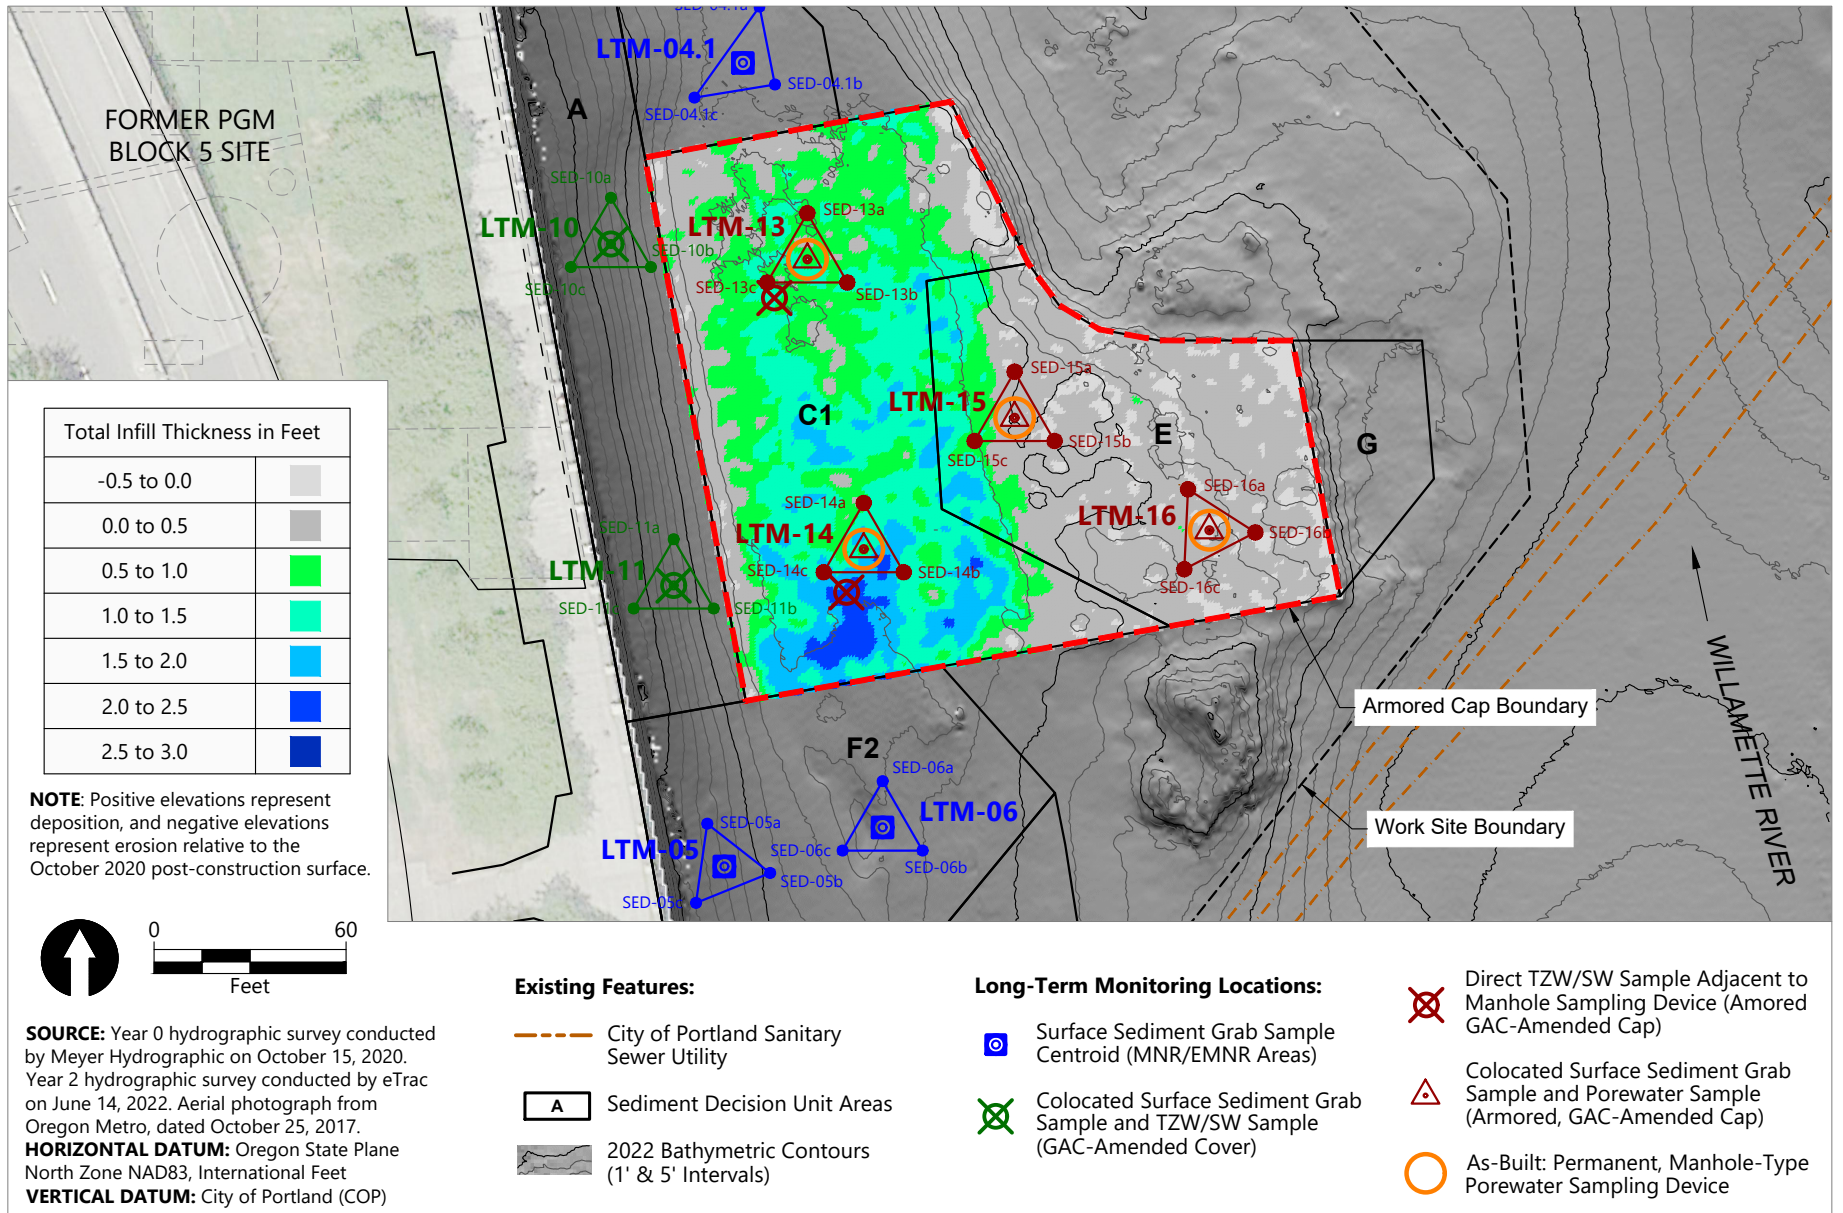 SED-04.1a
LTM-04.1
SED-04.1b
SED-04.1c
A
FORMER PGM
BLOCK 5 SITE
SED-10a
LTM-10
SED-10b
SED-10c
LTM-13
SED-13a
SED-13c
SED-13b
SED-15a
LTM-15
C1
E
G
SED-15b
SED-15c
SED-14a
SED-16a
LTM-14
LTM-16
SED-16b
SED-11a
LTM-11
SED-14c
SED-14b
SED-16c
SED-11c
SED-11b
WILLAMETTE RIVER
Armored Cap Boundary
F2
SED-06a
LTM-06
SED-05a
LTM-05
SED-06c
SED-06b
SED-05b
SED-05c
Work Site Boundary
Total Infill Thickness in Feet
-0.5 to 0.0
0.0 to 0.5
0.5 to 1.0
1.0 to 1.5
1.5 to 2.0
2.0 to 2.5
2.5 to 3.0
NOTE: Positive elevations represent
deposition, and negative elevations
represent erosion relative to the
October 2020 post-construction surface.
0 60
Feet
SOURCE: Year 0 hydrographic survey conducted
by Meyer Hydrographic on October 15, 2020.
Year 2 hydrographic survey conducted by eTrac
on June 14, 2022. Aerial photograph from
Oregon Metro, dated October 25, 2017.
HORIZONTAL DATUM: Oregon State Plane
North Zone NAD83, International Feet
VERTICAL DATUM: City of Portland (COP)
Existing Features:
City of Portland Sanitary
Sewer Utility
A
Sediment Decision Unit Areas
2022 Bathymetric Contours
(1' & 5' Intervals)
Long-Term Monitoring Locations:
Surface Sediment Grab Sample
Centroid (MNR/EMNR Areas)
Colocated Surface Sediment Grab
Sample and TZW/SW Sample
(GAC-Amended Cover)
Direct TZW/SW Sample Adjacent to
Manhole Sampling Device (Amored
GAC-Amended Cap)
Colocated Surface Sediment Grab
Sample and Porewater Sample
(Armored, GAC-Amended Cap)
As-Built: Permanent, Manhole-Type
Porewater Sampling Device